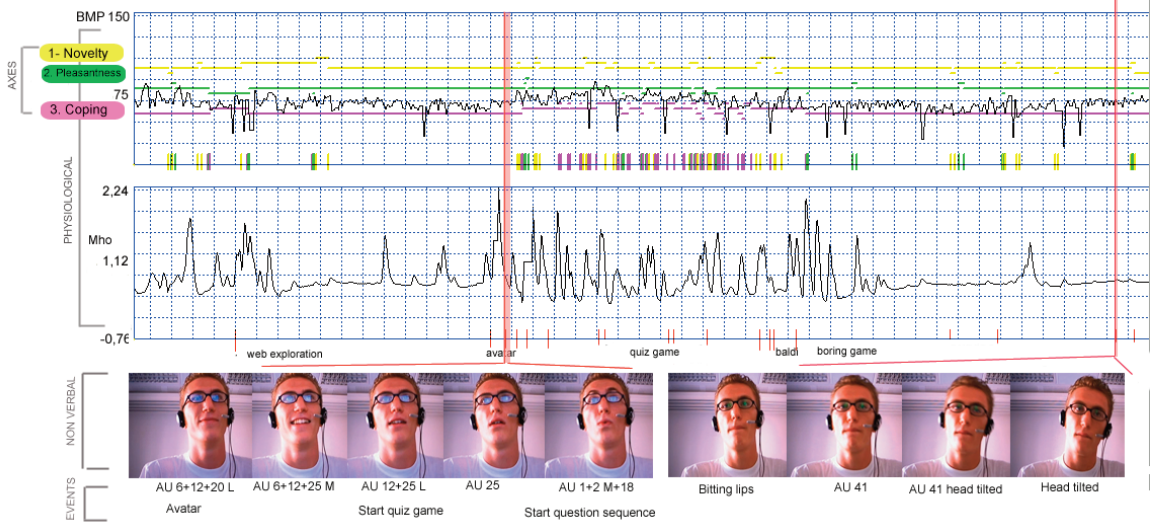 BMP 150
AXES
1- Novelty
2. Pleasantness
75
3. Coping
PHYSIOLOGICAL
2,24
Mho
1,12
-0,76
web exploration
avatar
quiz game
baldi
boring game
NON VERBAL
AU 6+12+20 L
AU 6+12+25 M
AU 12+25 L
AU 25
AU 1+2 M+18
Bitting lips
AU 41
AU 41 head tilted
Head tilted
EVENTS
Avatar
Start quiz game
Start question sequence